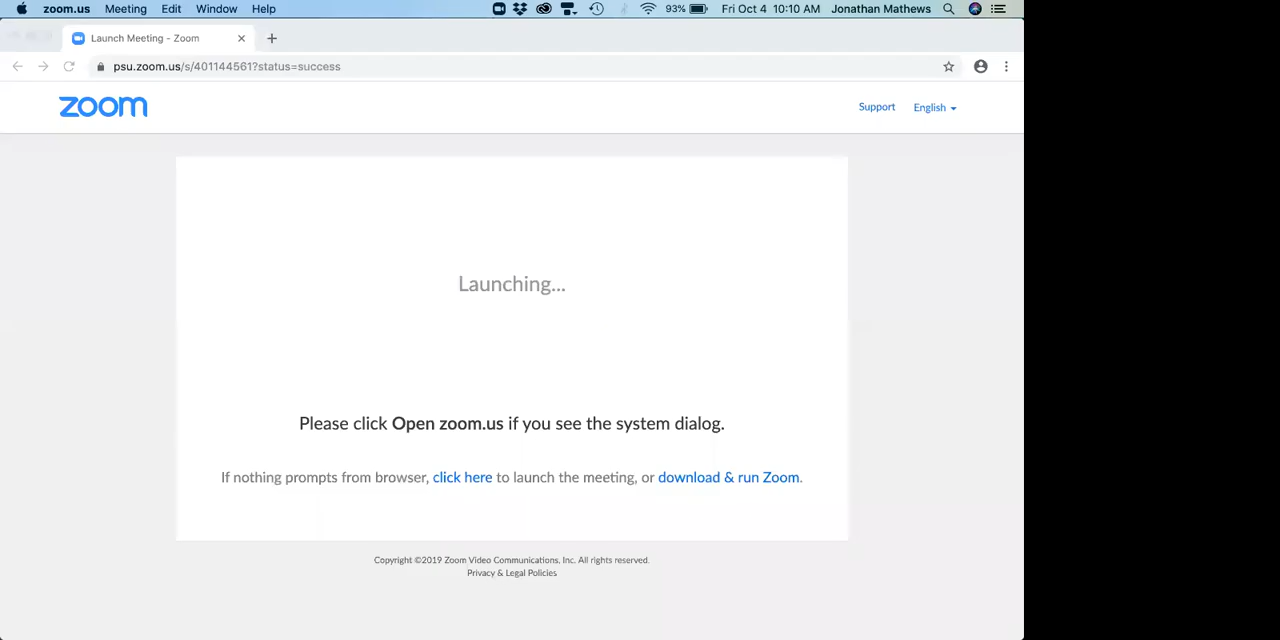 zoom.us Meeting Edit Window Help 93% Fri Oct 4 10:10 AM Jonathan Mathews
Launch Meeting - Zoom
psu.zoom.us/s/401144561?status=success
zoom Support English
Launching...
Please click Open zoom.us if you see the system dialog.
If nothing prompts from browser, click here to launch the meeting, or download & run Zoom.
Copyright ©2019 Zoom Video Communications, Inc. All rights reserved.
Privacy & Legal Policies